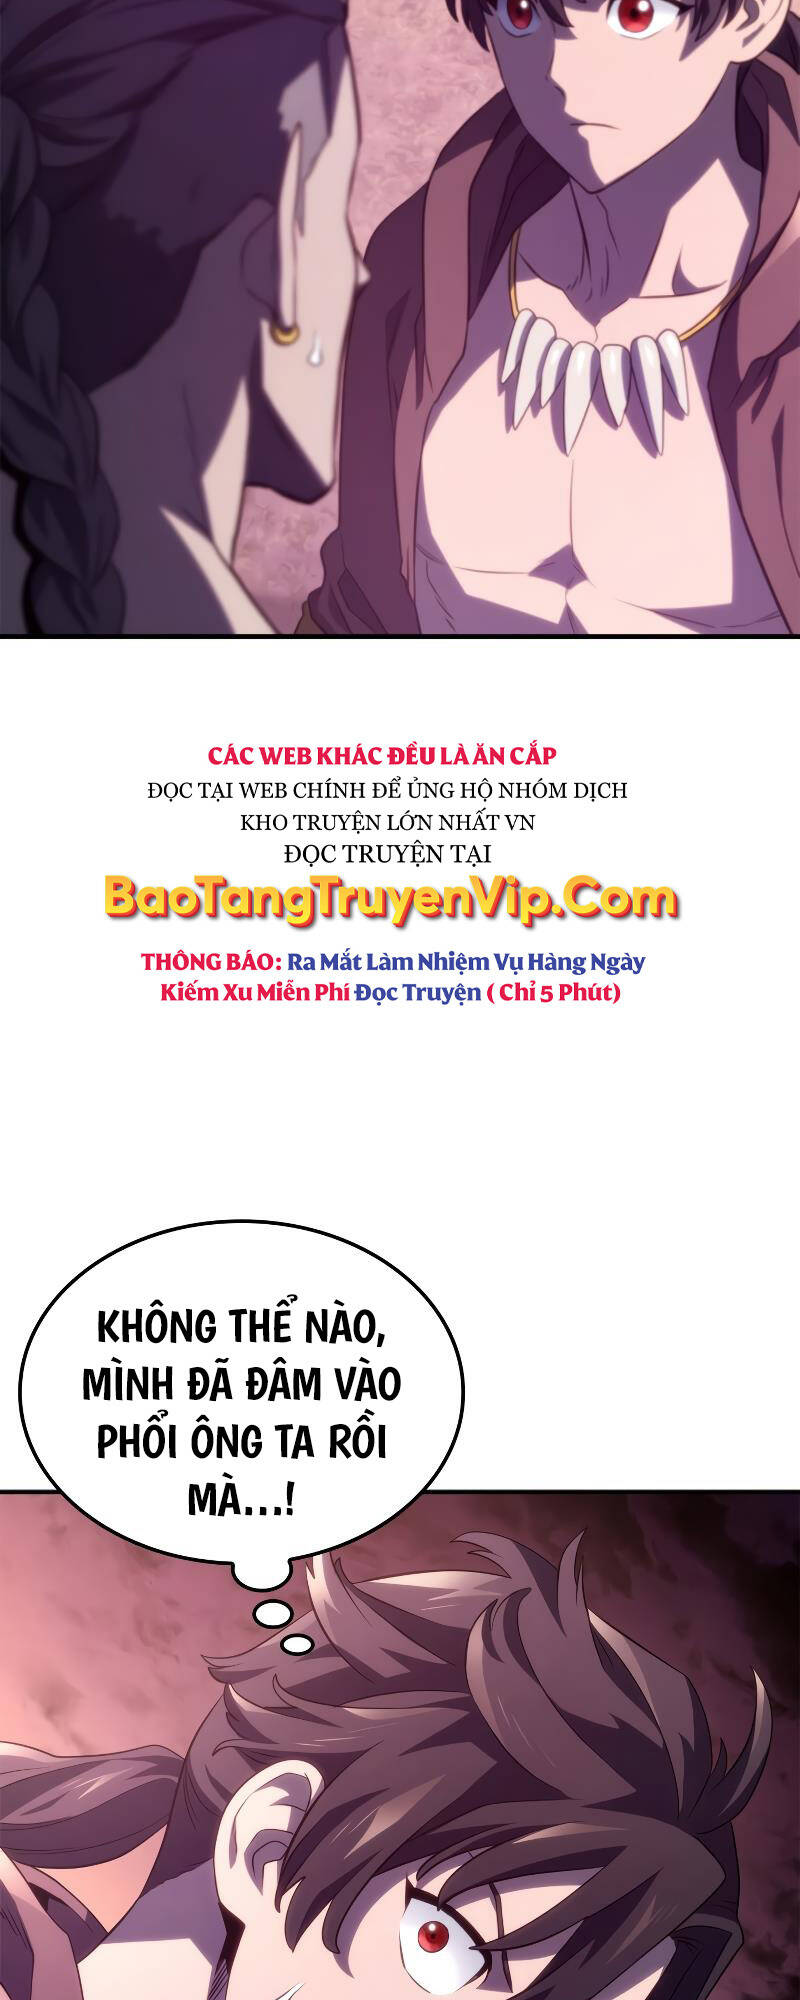 CÁC WEB KHÁC ĐỀU LÀ ĂN CẮP
ĐỌC TẠI WEB CHÍNH ĐỂ ỦNG HỘ NHÓM DỊCH
KHO TRUYỆN LỚN NHẤT VN
ĐỌC TRUYỆN TẠI
BaoTangTruyenVip.Com
THÔNG BÁO: Ra Mắt Làm Nhiệm Vụ Hàng Ngày
Kiếm Xu Miễn Phí Đọc Truyện ( Chỉ 5 Phút)
KHÔNG THỂ NÀO,
MÌNH ĐÃ ĐÂM VÀO
PHỔI ÔNG TA RỒI
MÀ...!